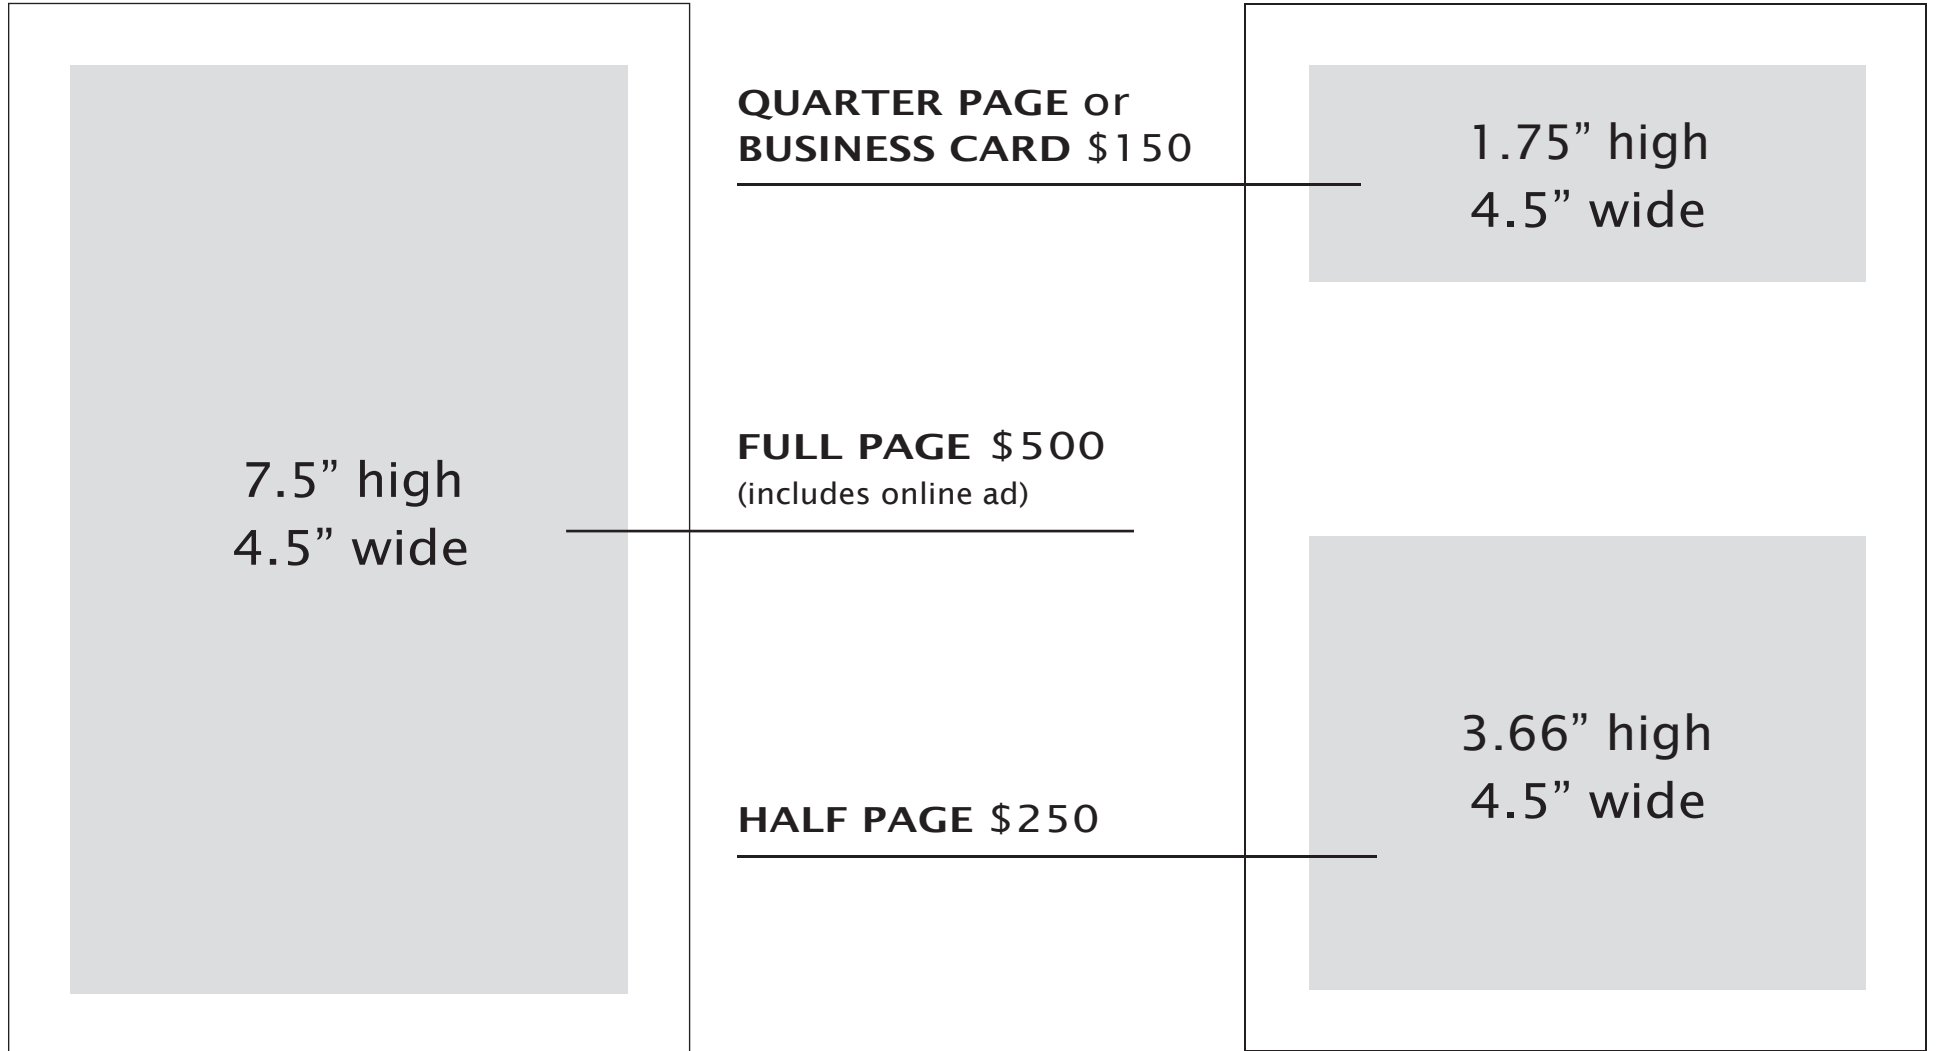 7.5” high
4.5” wide
QUARTER PAGE or
BUSINESS CARD $150
FULL PAGE $500
(includes online ad)
HALF PAGE $250
1.75” high
4.5” wide
3.66” high
4.5” wide